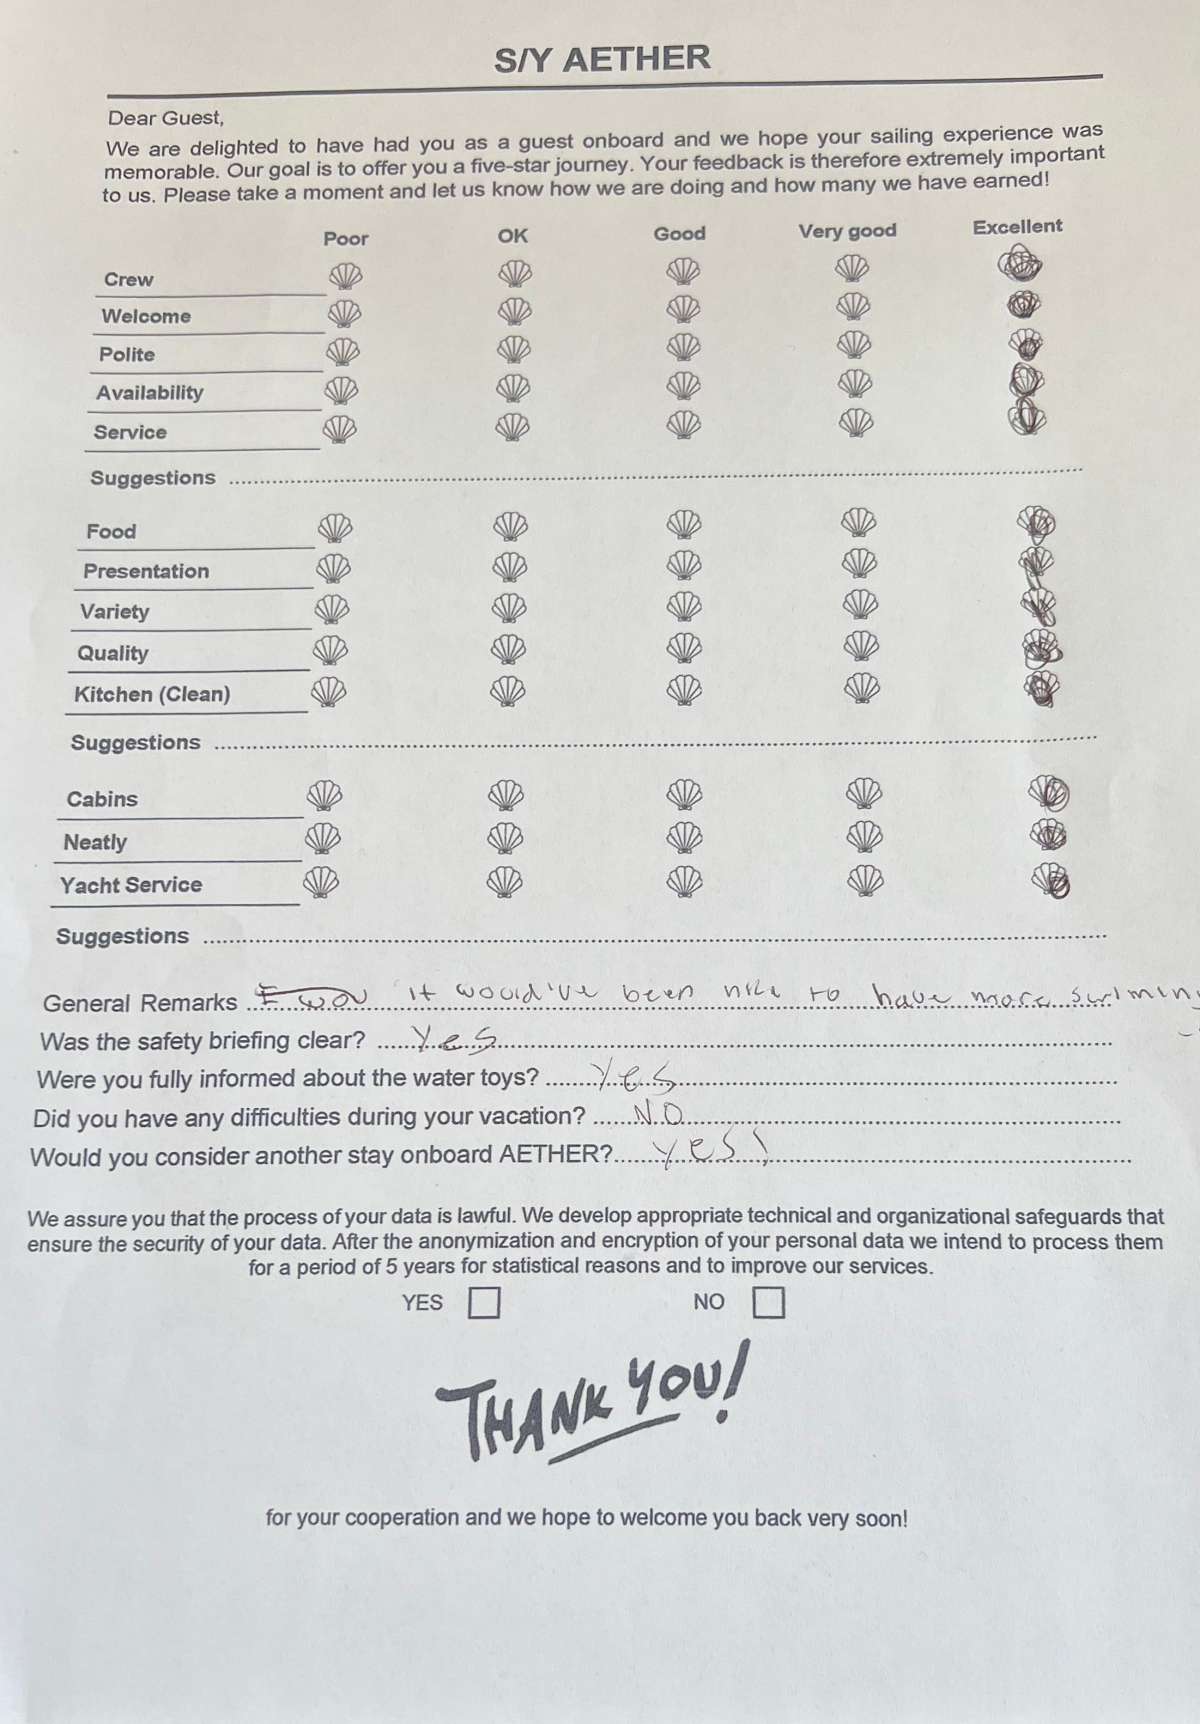 S/Y AETHER
Dear Guest,
We are delighted to have had you as a guest onboard and we hope your sailing experience was
memorable. Our goal is to offer you a five-star journey. Your feedback is therefore extremely important
to us. Please take a moment and let us know how we are doing and how many we have earned!
Poor OK Good Very good Excellent
Crew
Welcome
Polite
Availability
Service
Suggestions
Food
Presentation
Variety
Quality
Kitchen (Clean)
Suggestions
Cabins
Neatly
Yacht Service
Suggestions
General Remarks it would've been nice to have more
Was the safety briefing clear? Yes
Were you fully informed about the water toys? Yes
Did you have any difficulties during your vacation? NO
Would you consider another stay onboard AETHER? yes!
We assure you that the process of your data is lawful. We develop appropriate technical and organizational safeguards that
ensure the security of your data. After the anonymization and encryption of your personal data we intend to process them
for a period of 5 years for statistical reasons and to improve our services.
YES NO
THANK YOU!
for your cooperation and we hope to welcome you back very soon!